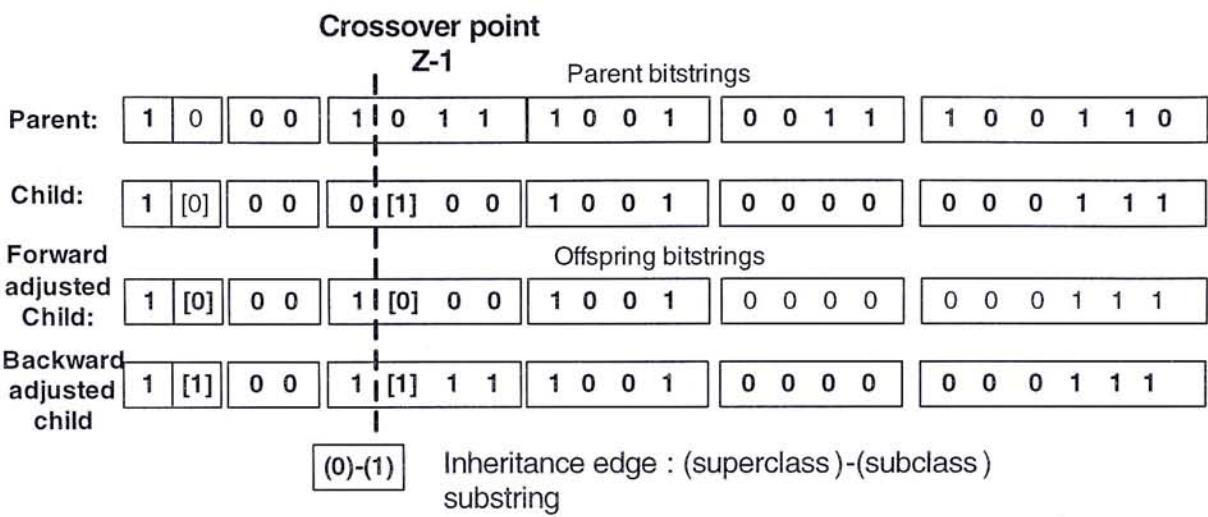 Crossover point
Z-1
Parent bitstrings
Parent: 1 0 0 0 1 0 1 1 1 0 0 1 0 0 1 1 1 0 0 1 1 0
Child: 1 [0] 0 0 0 [1] 0 0 1 0 0 1 0 0 0 0 0 0 0 1 1 1
Offspring bitstrings
Forward
adjusted
Child: 1 [0] 0 0 1 [0] 0 0 1 0 0 1 0 0 0 0 0 0 0 1 1 1
Backward
adjusted
child 1 [1] 0 0 1 [1] 1 1 1 0 0 1 0 0 0 0 0 0 0 1 1 1
(0)-(1) Inheritance edge : (superclass)-(subclass)
substring